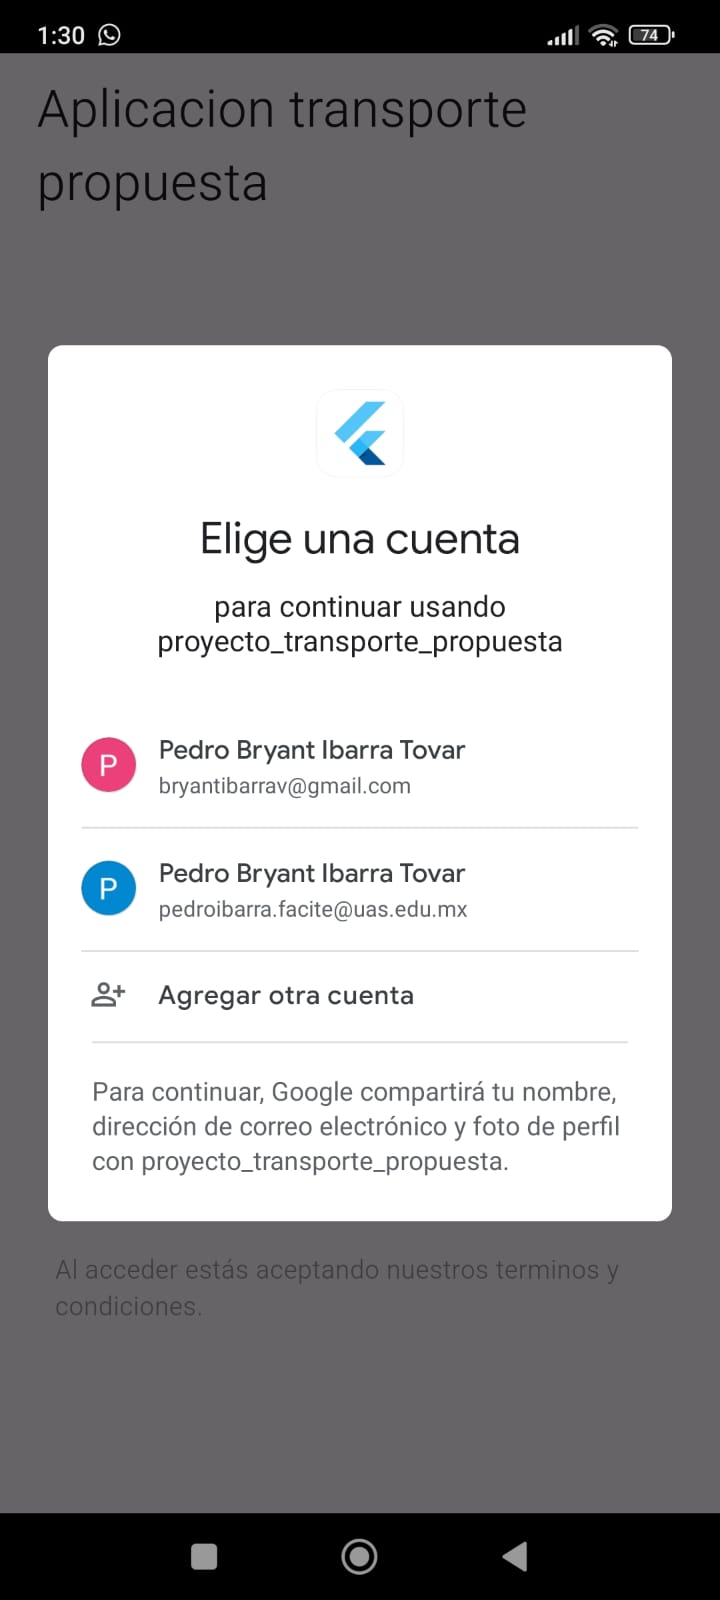 1:30
74
Aplicacion transporte
propuesta
Elige una cuenta
para continuar usando
proyecto_transporte_propuesta
P
Pedro Bryant Ibarra Tovar
bryantibarrav@gmail.com
P
Pedro Bryant Ibarra Tovar
pedroibarra.facite@uas.edu.mx
Agregar otra cuenta
Para continuar, Google compartirá tu nombre,
dirección de correo electrónico y foto de perfil
con proyecto_transporte_propuesta.
Al acceder estás aceptando nuestros terminos y
condiciones.